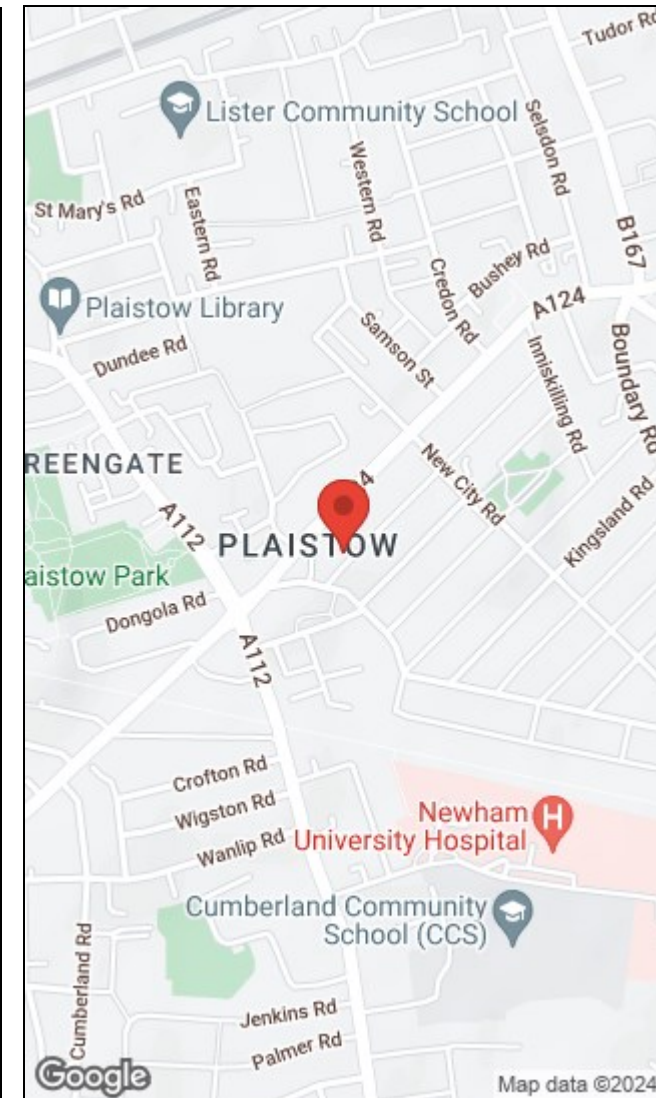 Tudor Rd
Lister Community School
Selsdon Rd
Western Rd
St Mary's Rd
Eastern Rd
B167
Bushey Rd
Credon Rd
A124
Plaistow Library
Samson St
Dundee Rd
Inniskilling Rd
Boundary Rd
REENGATE
New City Rd
4
Kingsland Rd
A112
PLAISTOW
aistow Park
Dongola Rd
A112
Crofton Rd
Wigston Rd
Newham
University Hospital
H
Wanlip Rd
Cumberland Community
School (CCS)
Cumberland Rd
Jenkins Rd
Palmer Rd
Google
Map data ©2024